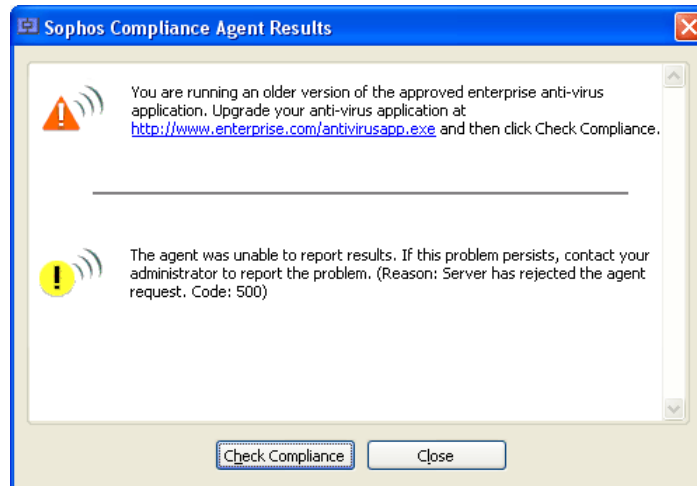 Sophos Compliance Agent Results
You are running an older version of the approved enterprise anti-virus
application. Upgrade your anti-virus application at
http://www.enterprise.com/antivirusapp.exe and then click Check Compliance.
The agent was unable to report results. If this problem persists, contact your
administrator to report the problem. (Reason: Server has rejected the agent
request. Code: 500)
Check Compliance
Close